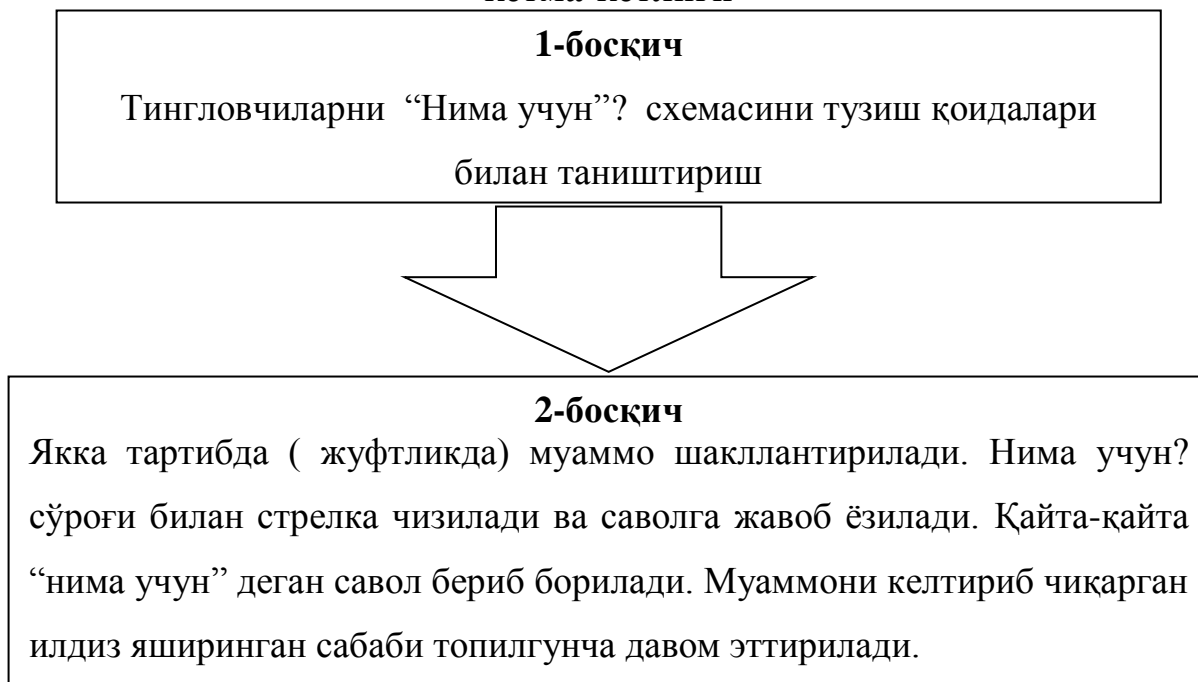 1-босқич
Тингловчиларни “Нима учун”? схемасини тузиш қоидалари
билан таништириш
2-босқич
Якка тартибда ( жуфтликда) муаммо шакллантирилади. Нима учун?
сўроғи билан стрелка чизилади ва саволга жавоб ёзилади. Қайта-қайта
“нима учун” деган савол бериб борилади. Муаммони келтириб чиқарган
илдиз яширинган сабаби топилгунча давом эттирилади.